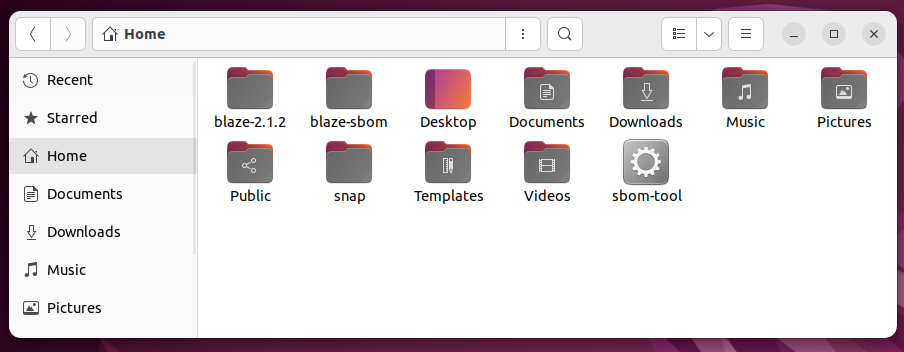 Home
Recent
Starred
Home
Documents
Downloads
Music
Pictures
blaze-2.1.2 blaze-sbom Desktop Documents Downloads Music Pictures
Public snap Templates Videos sbom-tool